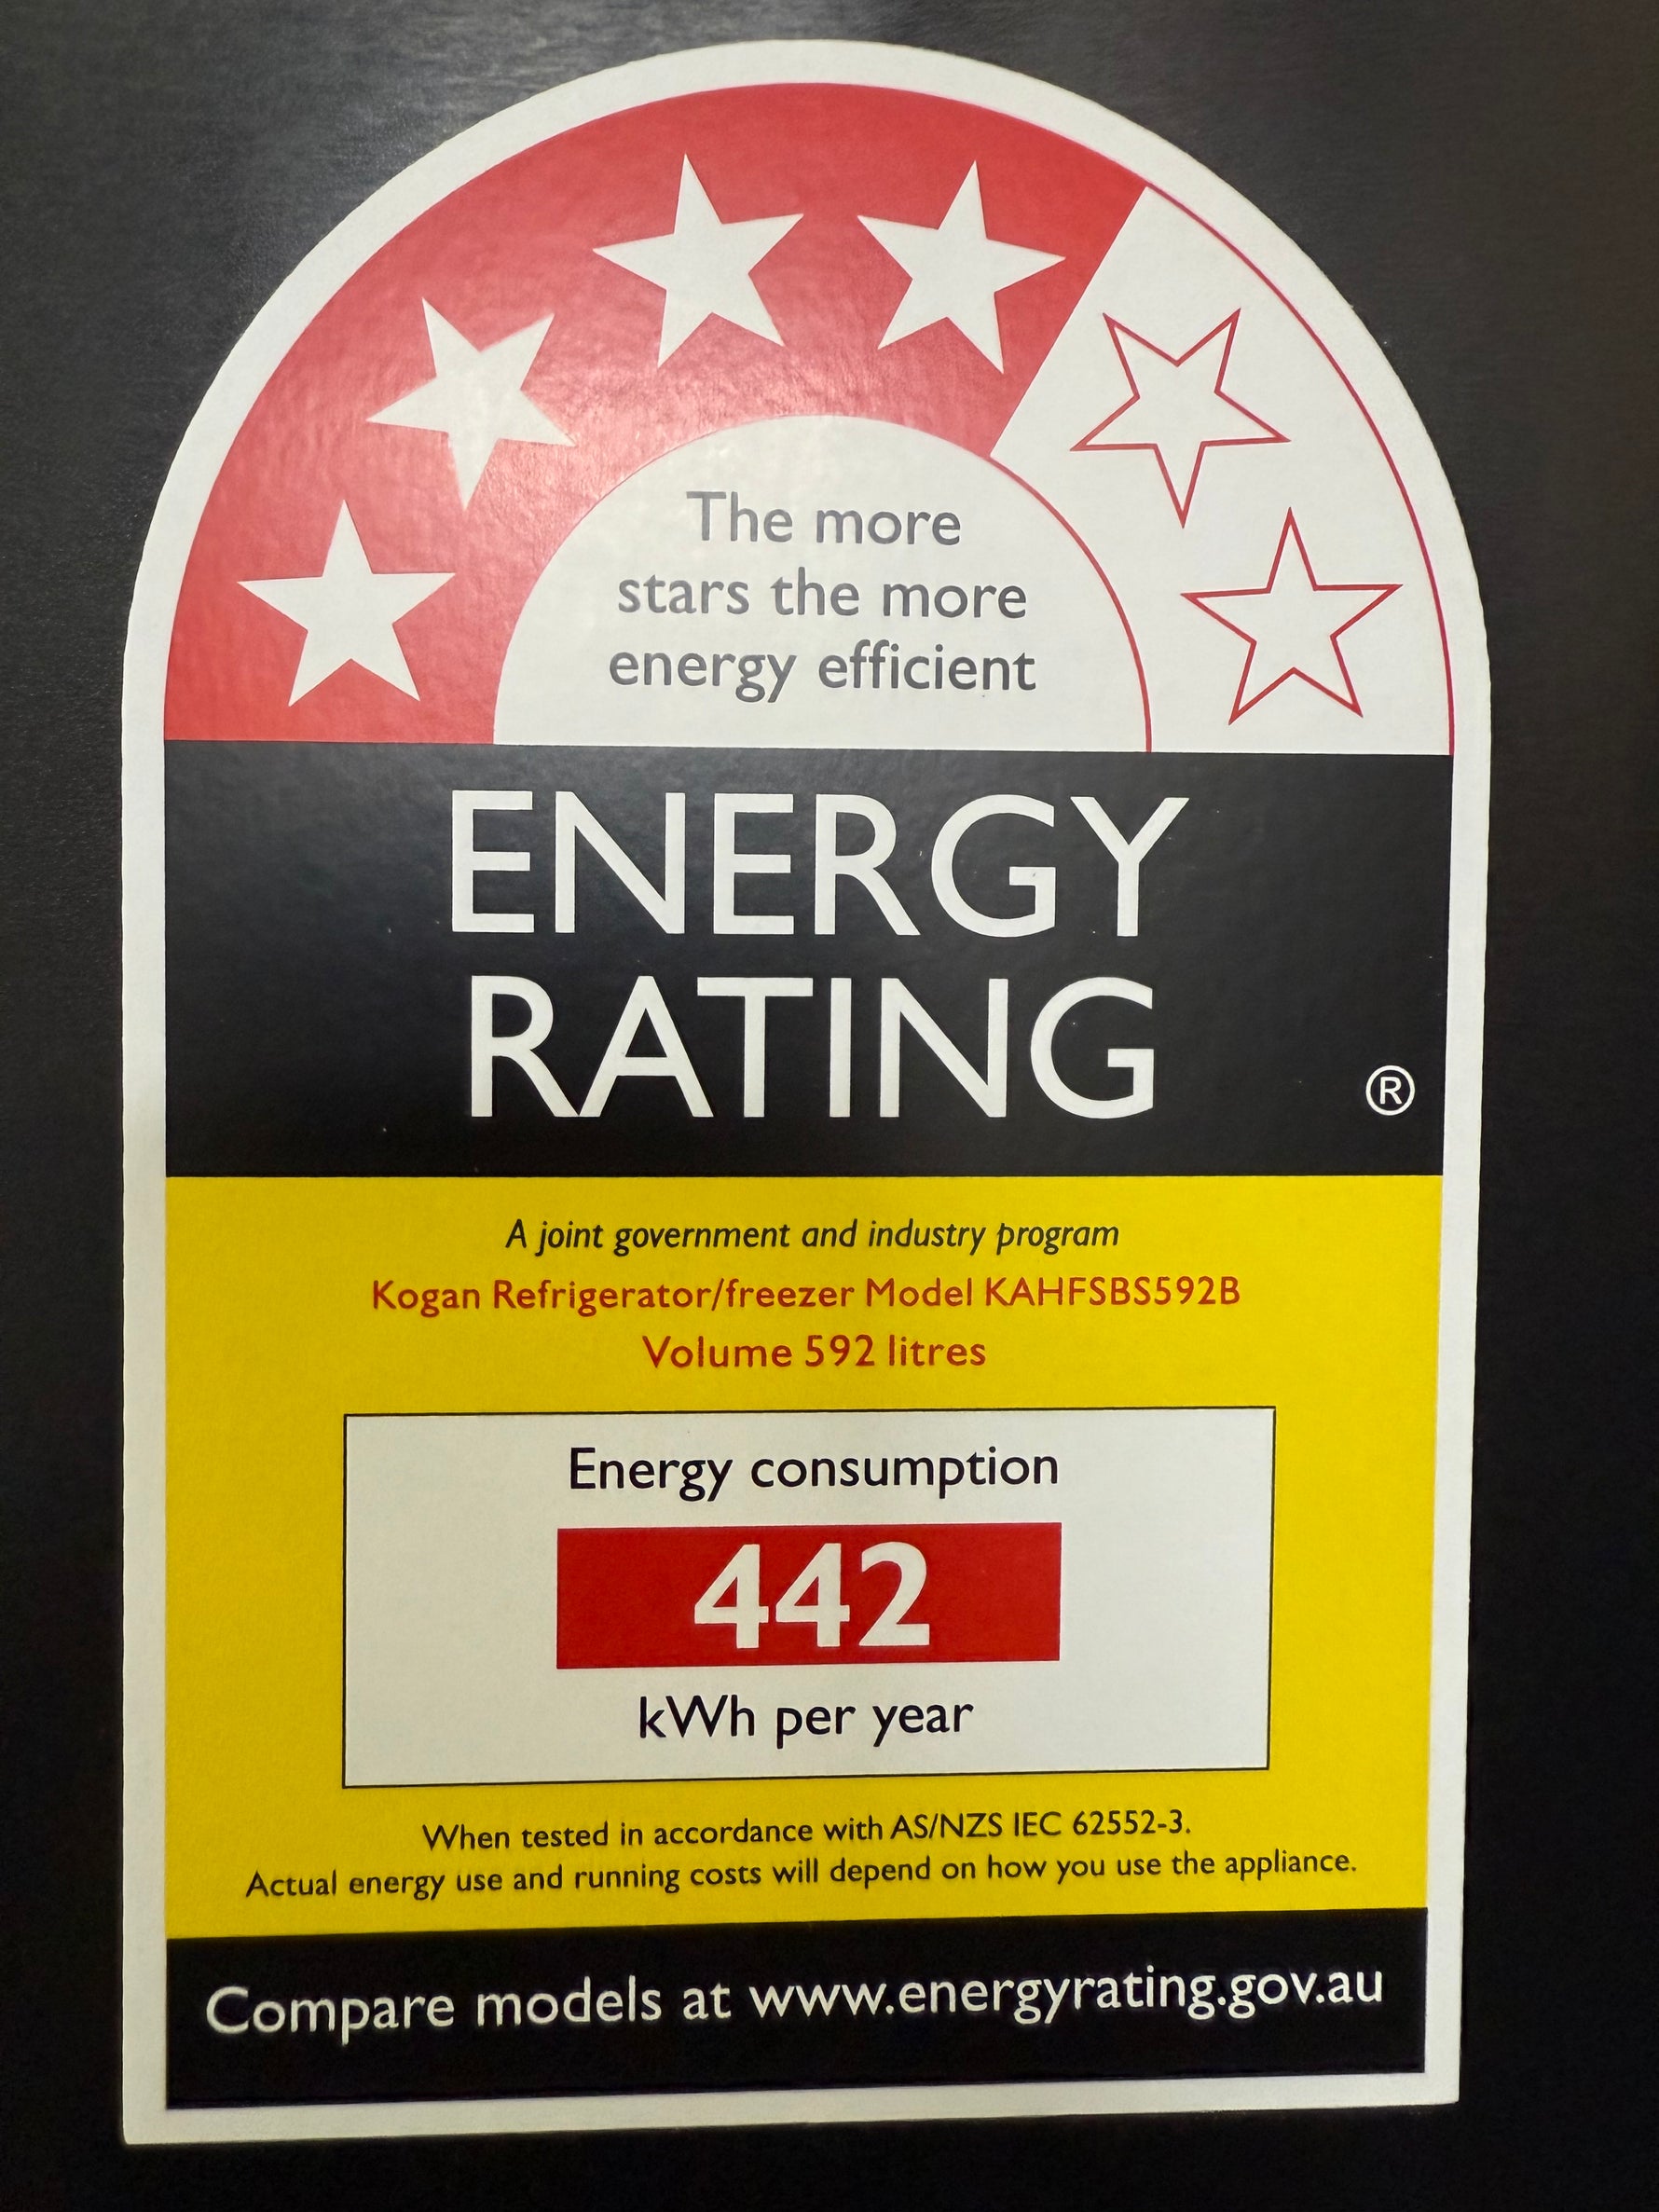 The more
stars the more
energy efficient
ENERGY
RATING
®
A joint government and industry program
Kogan Refrigerator/freezer Model KAHFSBS592B
Volume 592 litres
Energy consumption
442
kWh per year
When tested in accordance with AS/NZS IEC 62552-3.
Actual energy use and running costs will depend on how you use the appliance.
Compare models at www.energyrating.gov.au